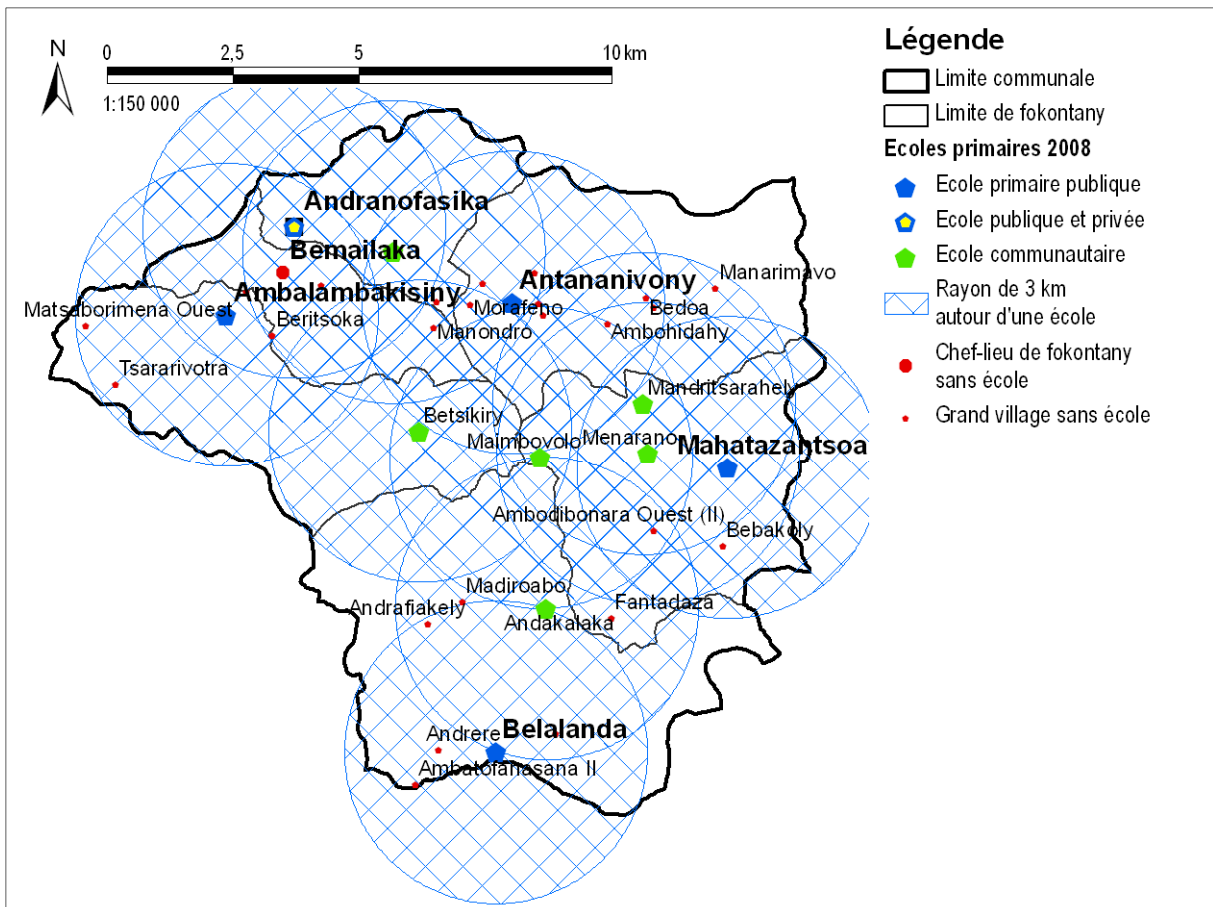 N
0 2,5 5 10 km
1:150 000
Andranofasika
Bemailaka
Ambalambakisiny
Antananivony
Manarimavo
Matsaborimena Ouest
Beritsoka
Morafeno
Bedoa
Manondro
Ambohidahy
Tsararivotra
Mandritsarahely
Betsikiry
Maimbovolo
Menarano
Mahatazantsoa
Ambodibonara Ouest (II)
Bebakoly
Madiroabo
Andrafiakely
Fantadaza
Andakalaka
Andrere
Belalanda
Ambatofanasana II
Légende
Limite communale
Limite de fokontany
Ecoles primaires 2008
Ecole primaire publique
Ecole publique et privée
Ecole communautaire
Rayon de 3 km
autour d'une école
Chef-lieu de fokontany
sans école
Grand village sans école